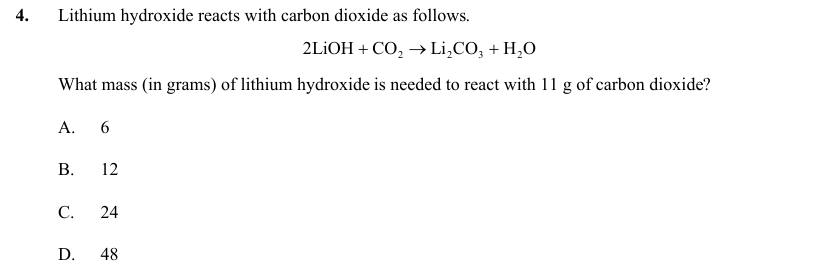 4. Lithium hydroxide reacts with carbon dioxide as follows.
2LiOH + CO₂ → Li₂CO₃ + H₂O
What mass (in grams) of lithium hydroxide is needed to react with 11 g of carbon dioxide?
A. 6
B. 12
C. 24
D. 48